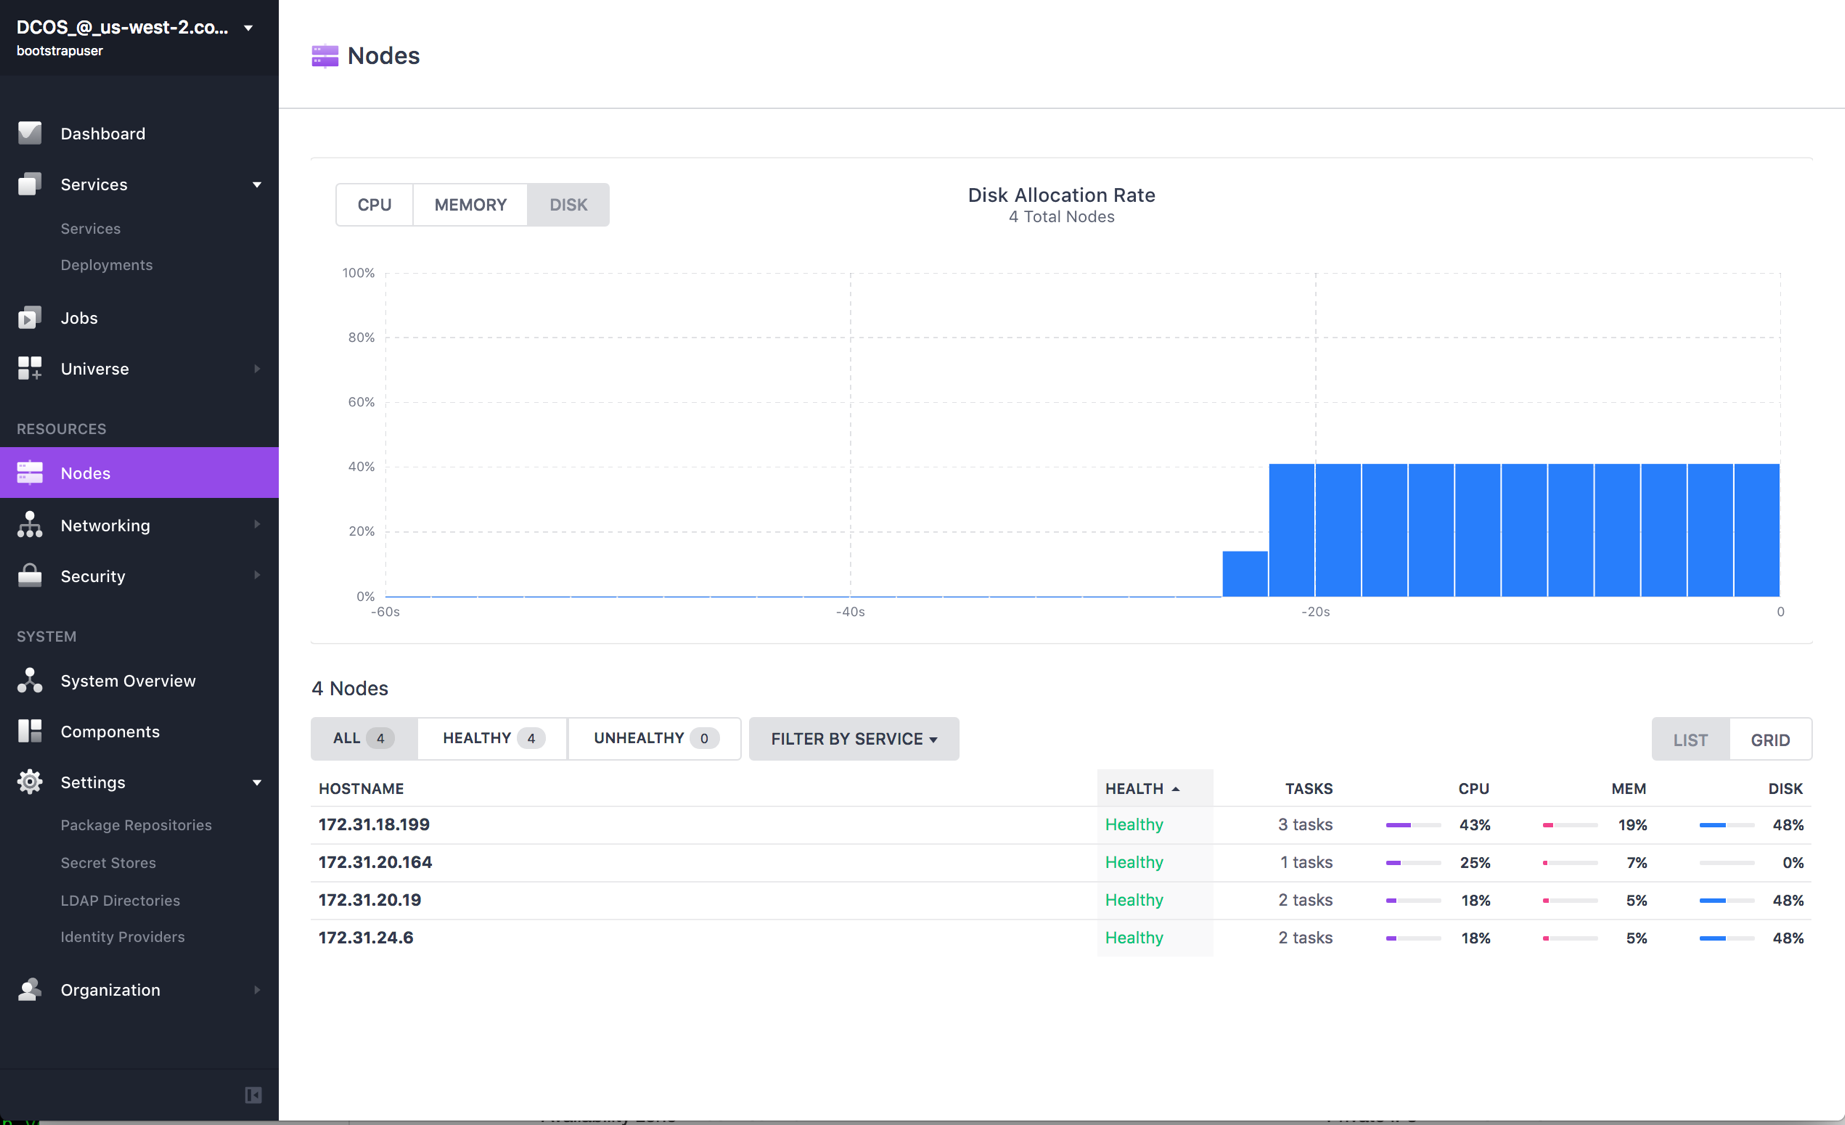 DCOS_@_us-west-2.co...
bootstrapuser
Dashboard
Services
Services
Deployments
Jobs
Universe
RESOURCES
Nodes
Networking
Security
SYSTEM
System Overview
Components
Settings
Package Repositories
Secret Stores
LDAP Directories
Identity Providers
Organization
Nodes
CPU MEMORY DISK
Disk Allocation Rate
4 Total Nodes
100%
80%
60%
40%
20%
0%
-60s -40s -20s 0
4 Nodes
ALL 4 HEALTHY 4 UNHEALTHY 0 FILTER BY SERVICE LIST GRID
HOSTNAME HEALTH TASKS CPU MEM DISK
172.31.18.199 Healthy 3 tasks 43% 19% 48%
172.31.20.164 Healthy 1 tasks 25% 7% 0%
172.31.20.19 Healthy 2 tasks 18% 5% 48%
172.31.24.6 Healthy 2 tasks 18% 5% 48%